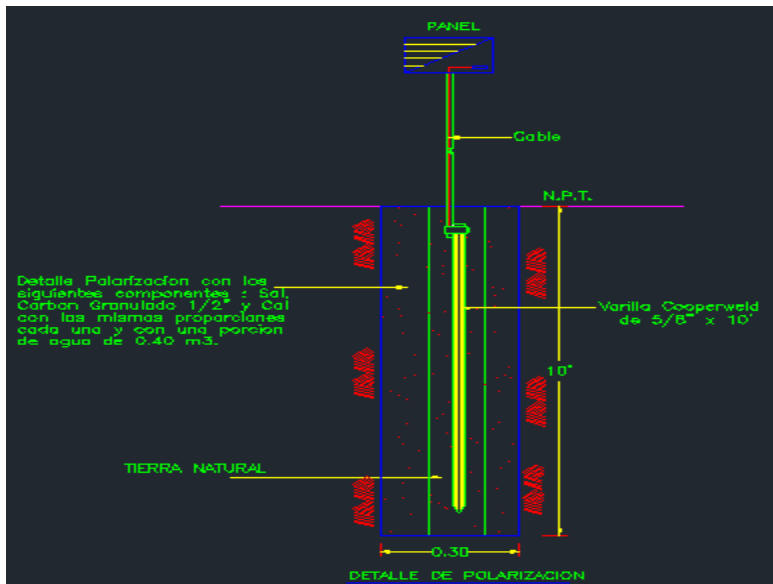 PANEL
Cable
N.P.T.
Detalle Polarizacion con los
siguientes componentes : Sal,
Carbon Granulado 1/2" y Cal
con las mismas proporciones
cada una y con una porcion
de agua de 0.40 m3.
Varilla Cooperweld
de 5/8" x 10'
10'
TIERRA NATURAL
0.30
DETALLE DE POLARIZACION